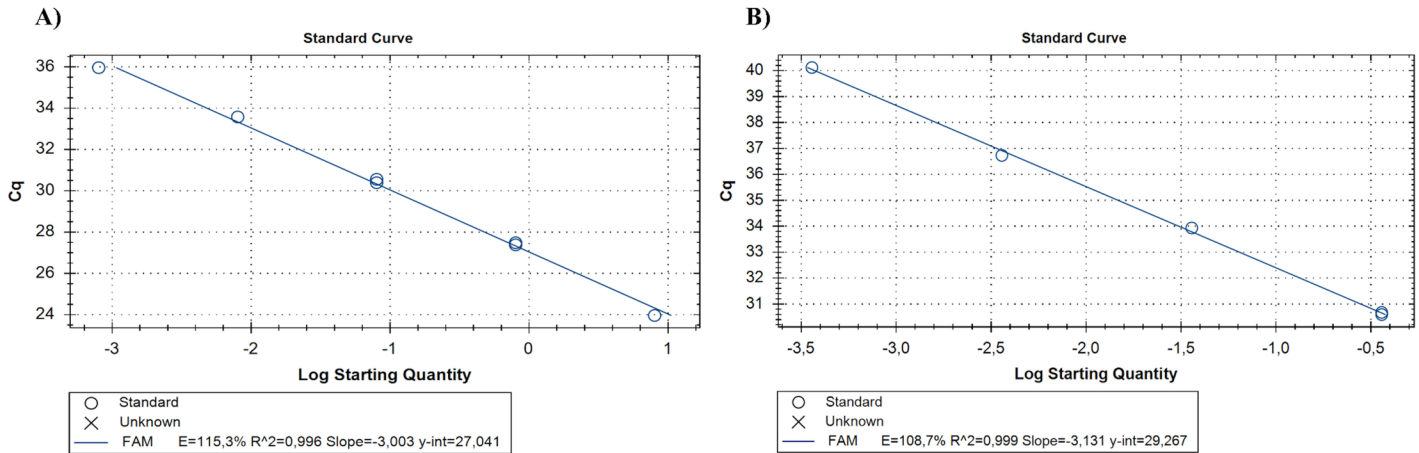 A)
Standard Curve
36
34
32
30
28
26
24
Cq
-3
-2
-1
0
1
Log Starting Quantity
Standard
Unknown
FAM E=115,3% R^2=0,996 Slope=-3,003 y-int=27,041
B)
Standard Curve
40
39
38
37
36
35
34
33
32
31
Cq
-3,5
-3,0
-2,5
-2,0
-1,5
-1,0
-0,5
Log Starting Quantity
Standard
Unknown
FAM E=108,7% R^2=0,999 Slope=-3,131 y-int=29,267